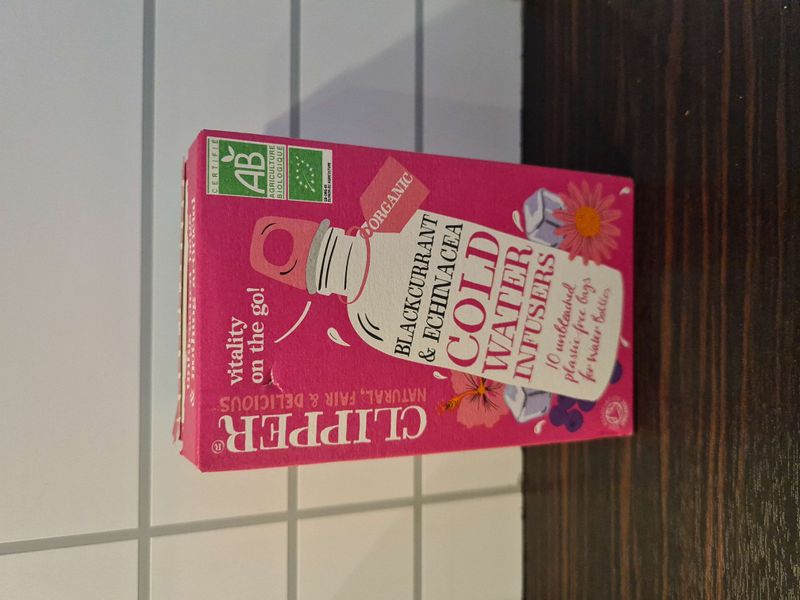 CLIPPER®
NATURAL, FAIR & DELICIOUS
vitality
on the go!
CERTIFIÉ
AB
AGRICULTURE
BIOLOGIQUE
ORGANIC
BLACKCURRANT
& ECHINACEA
COLD
WATER
INFUSERS
10 unbleached
plastic-free bags
for water bottles